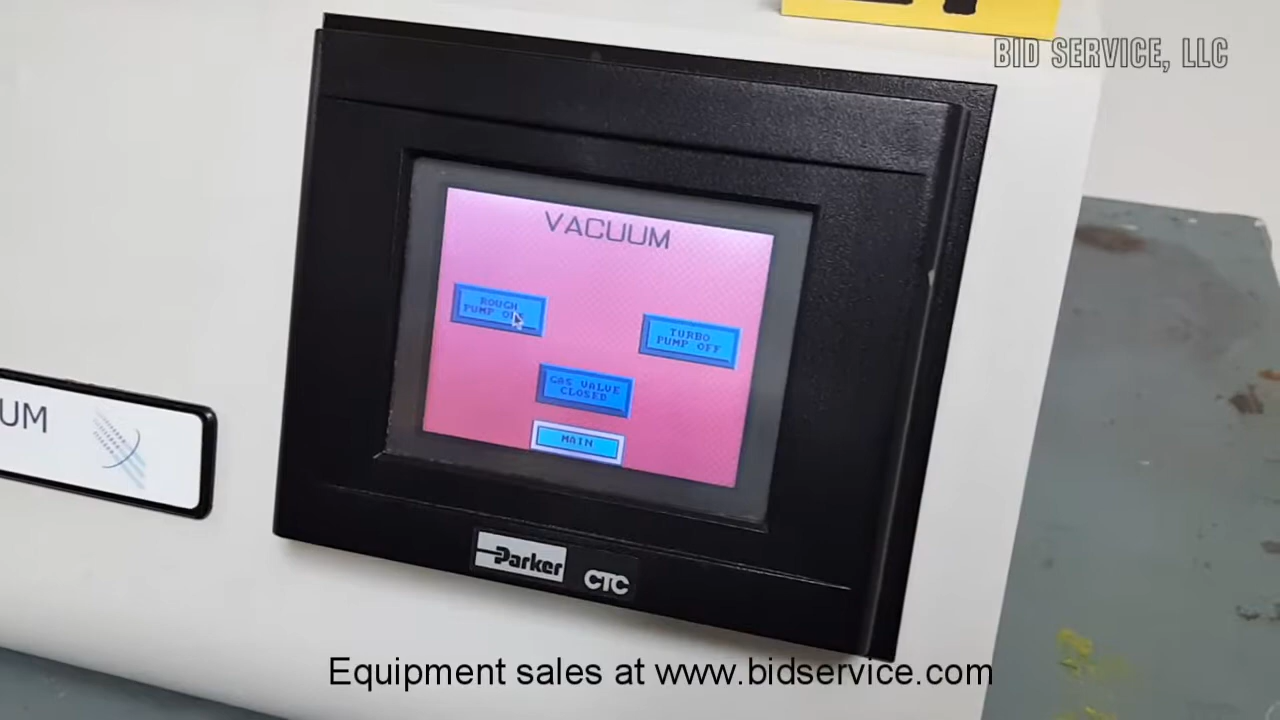 BID SERVICE, LLC
VACUUM
ROUGH
PUMP
TURBO
PUMP OFF
GAS VALVE
CLOSED
MAIN
UM
Parker
CTC
Equipment sales at www.bidservice.com